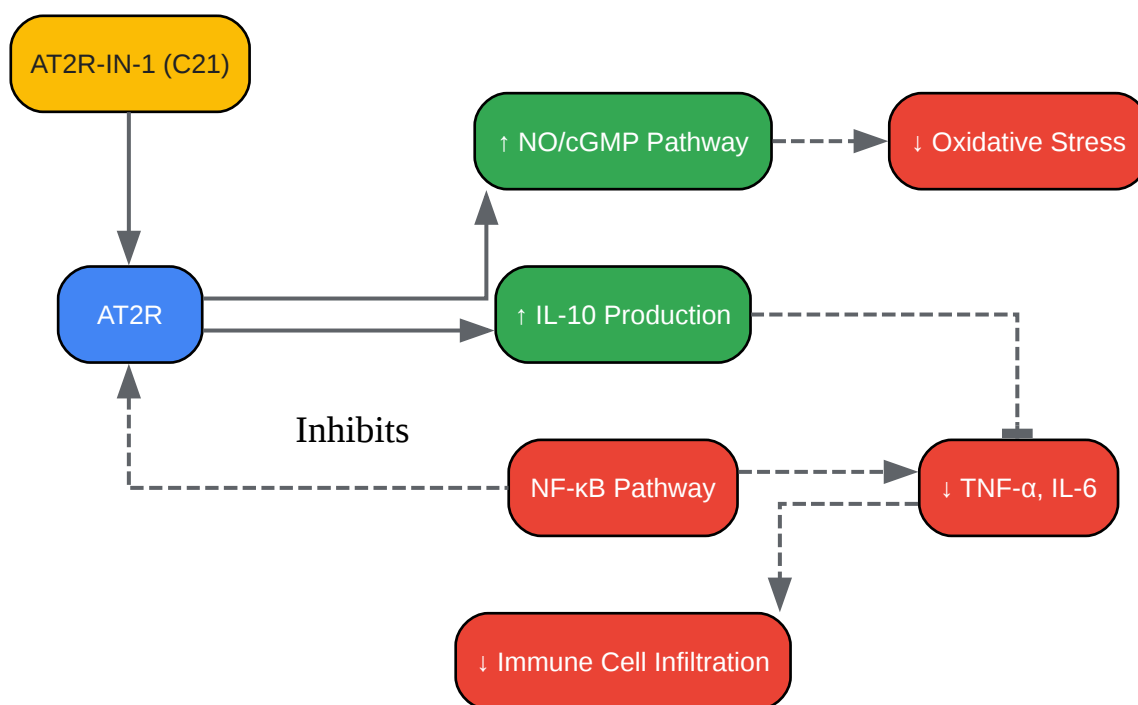 AT2R-IN-1 (C21)
↑ NO/cGMP Pathway
↓ Oxidative Stress
AT2R
↑ IL-10 Production
Inhibits
NF-κB Pathway
↓ TNF-α, IL-6
↓ Immune Cell Infiltration